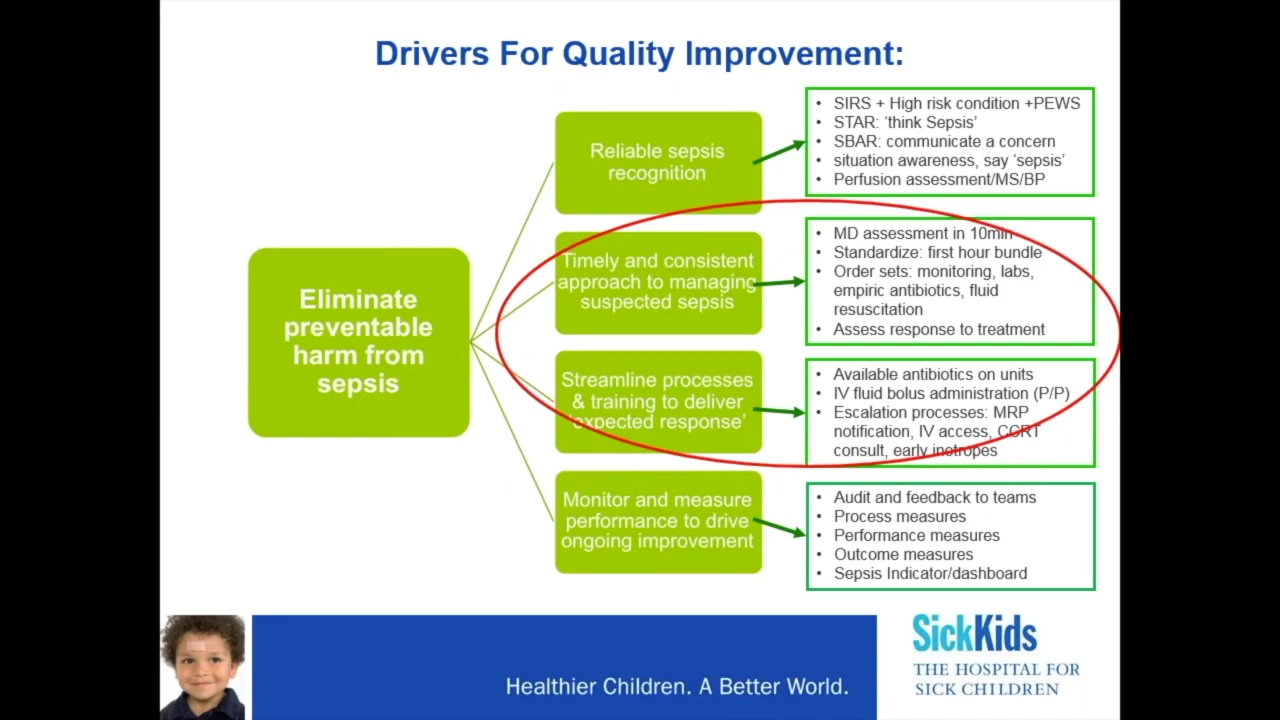 Drivers For Quality Improvement:
Eliminate
preventable
harm from
sepsis
Reliable sepsis
recognition
• SIRS + High risk condition +PEWS
• STAR: ‘think Sepsis’
• SBAR: communicate a concern
• situation awareness, say ‘sepsis’
• Perfusion assessment/MS/BP
Timely and consistent
approach to managing
suspected sepsis
• MD assessment in 10min
• Standardize: first hour bundle
• Order sets: monitoring, labs,
empiric antibiotics, fluid
resuscitation
• Assess response to treatment
Streamline processes
& training to deliver
‘expected response’
• Available antibiotics on units
• IV fluid bolus administration (P/P)
• Escalation processes: MRP
notification, IV access, CCRT
consult, early inotropes
Monitor and measure
performance to drive
ongoing improvement
• Audit and feedback to teams
• Process measures
• Performance measures
• Outcome measures
• Sepsis Indicator/dashboard
Healthier Children. A Better World.
SickKids
THE HOSPITAL FOR
SICK CHILDREN